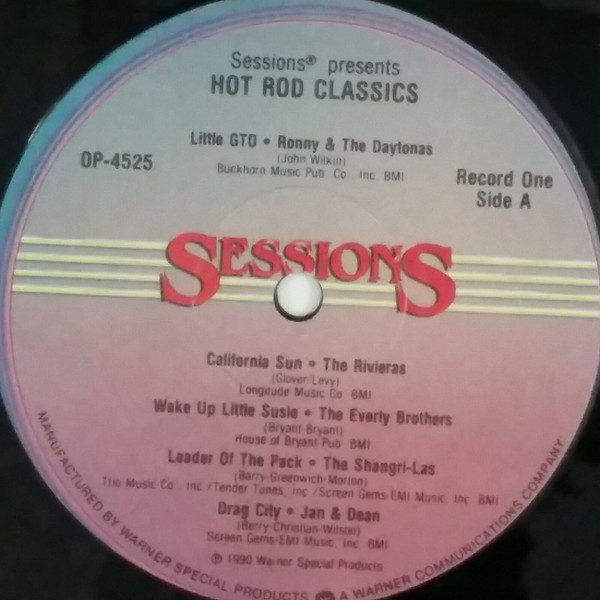 Sessions® presents
HOT ROD CLASSICS
Little GTO • Ronny & The Daytonas
(John Wilkin)
Buckhorn Music Pub. Co. Inc. BMI
OP-4525
Record One
Side A
SESSIONS
California Sun • The Rivieras
(Glover-Levy)
Longitude Music Co. BMI
Wake Up Little Susie • The Everly Brothers
(Bryant-Bryant)
House of Bryant Pub. BMI
Leader Of The Pack • The Shangri-Las
(Barry-Greenwich-Morton)
Trio Music Co., Inc./Tender Tunes, Inc./Screen Gems-EMI Music, Inc. BMI
Drag City • Jan & Dean
(Berry-Christian-Wilson)
Screen Gems-EMI Music, Inc. BMI
℗ 1990 Warner Special Products
MANUFACTURED BY WARNER SPECIAL PRODUCTS
A WARNER COMMUNICATIONS COMPANY